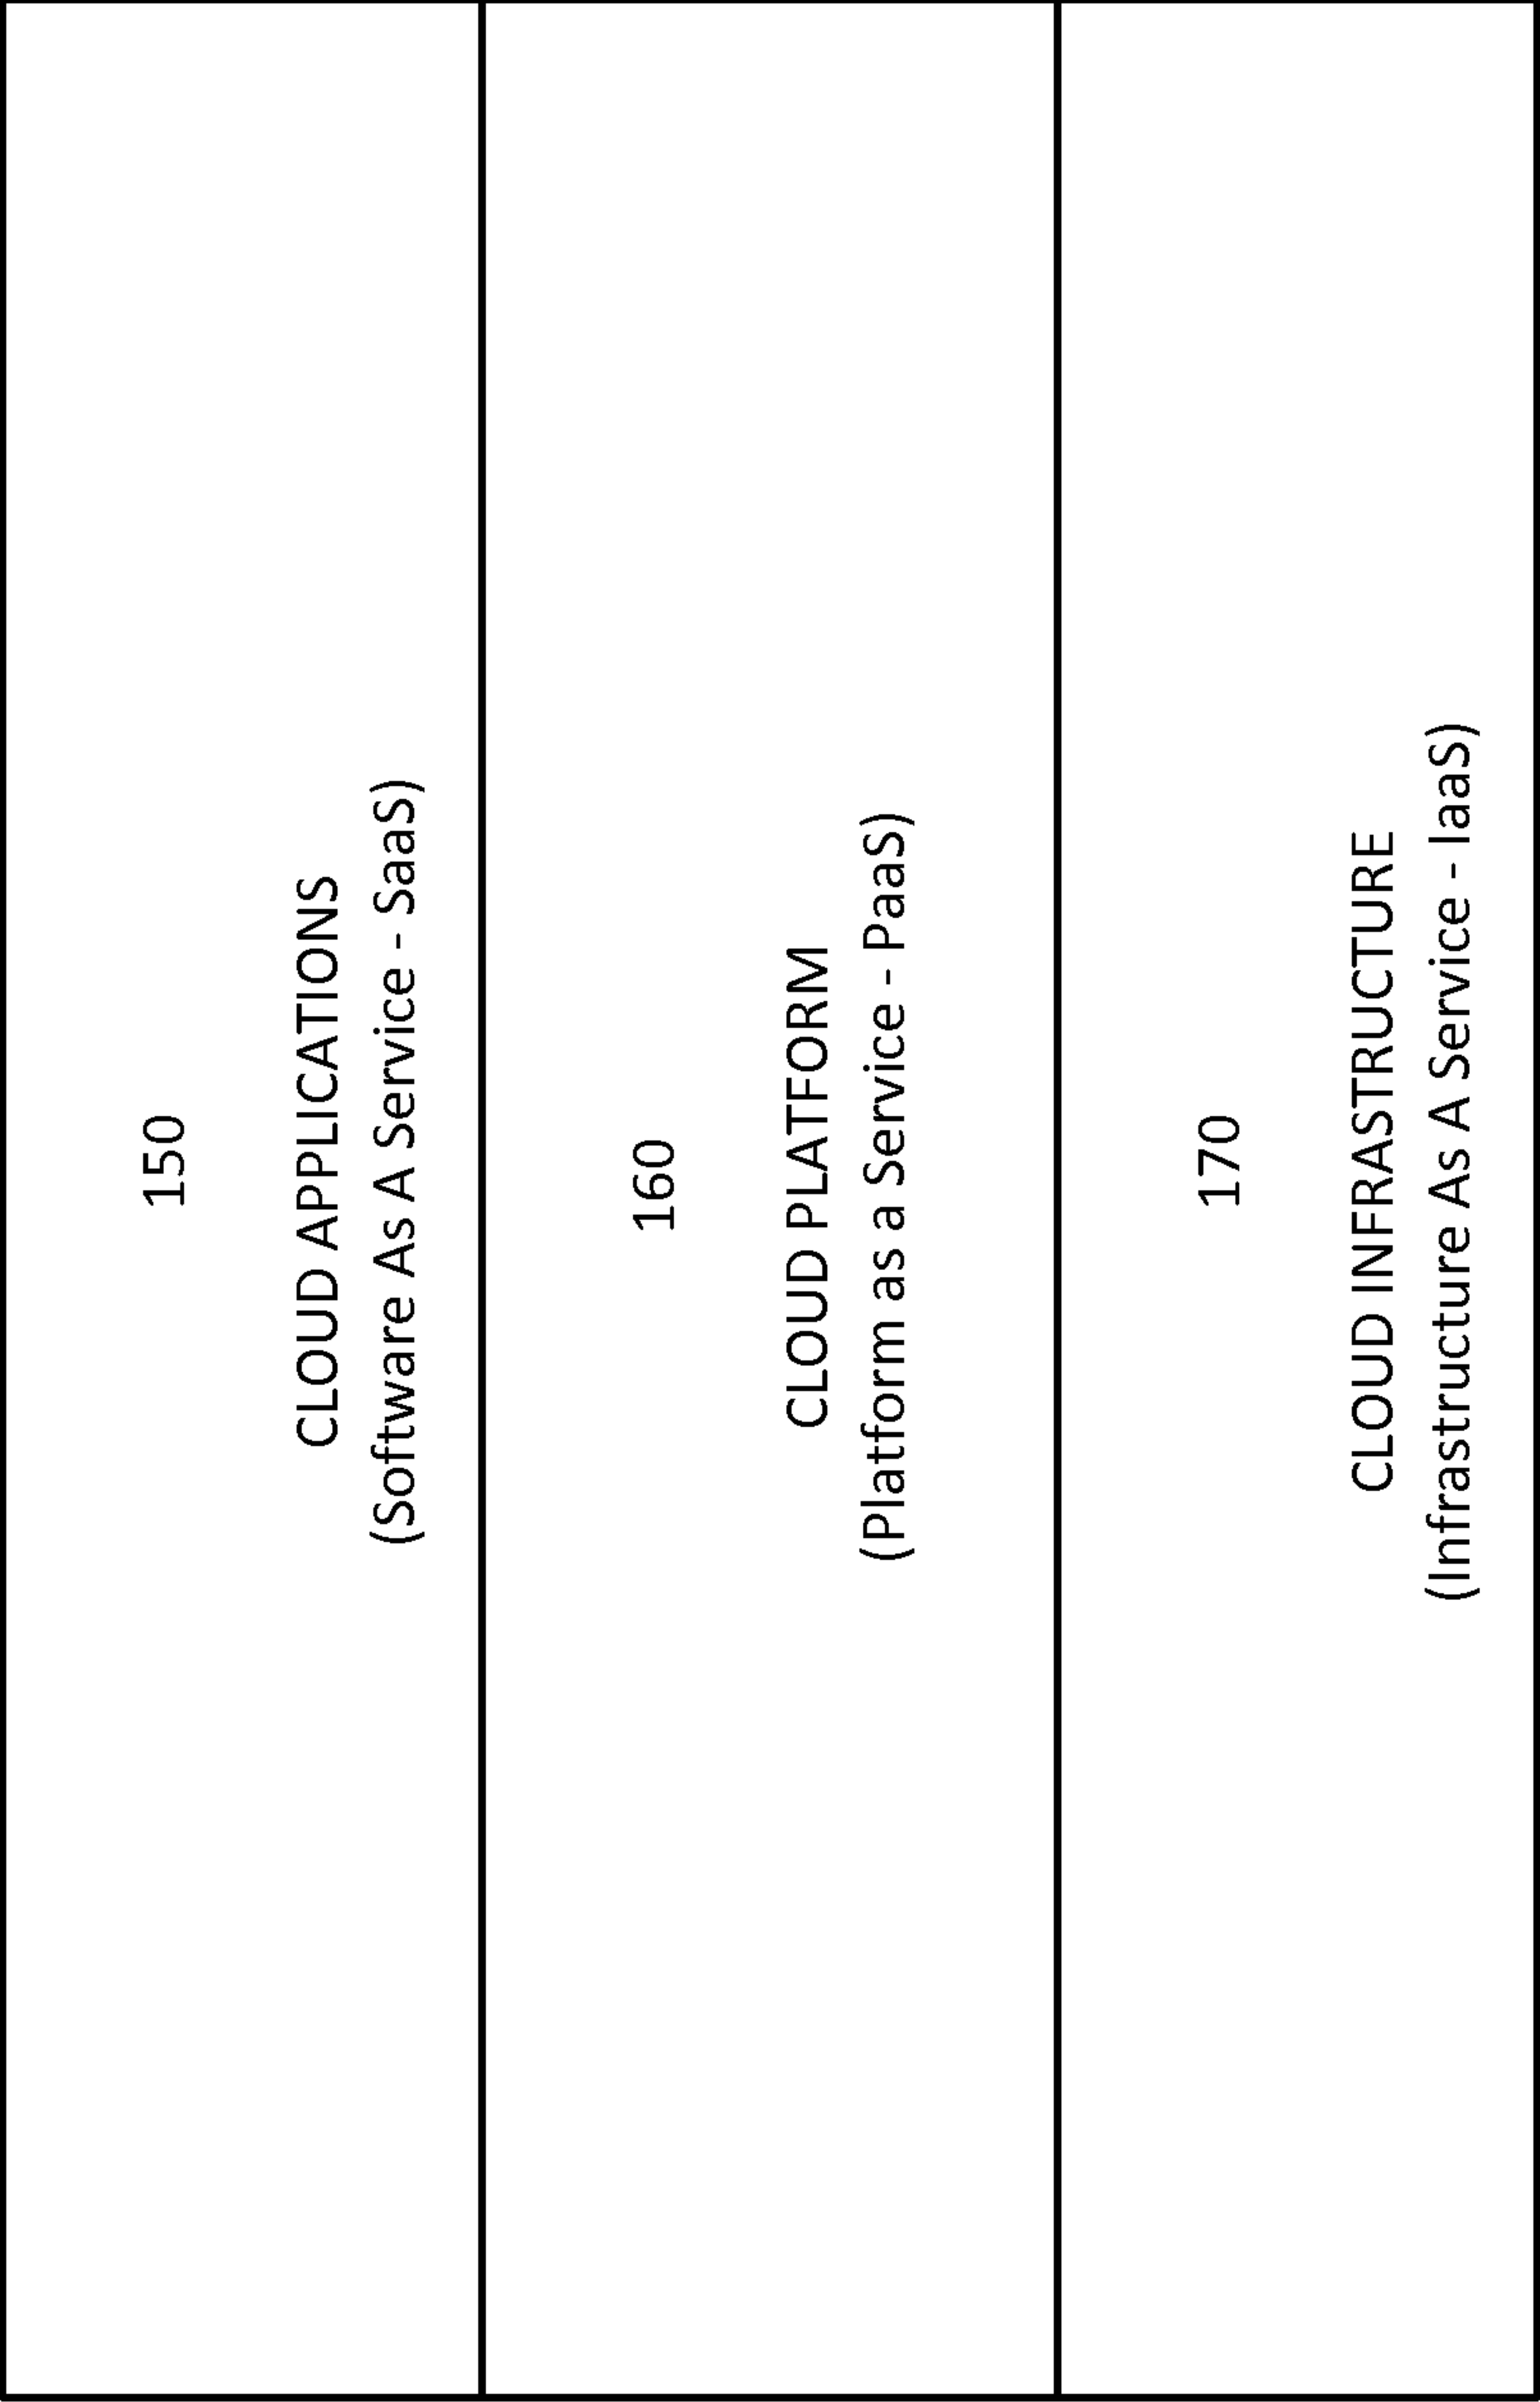 150
CLOUD APPLICATIONS
(Software As A Service - SaaS)
160
CLOUD PLATFORM
(Platform as a Service - PaaS)
170
CLOUD INFRASTRUCTURE
(Infrastructure As A Service - IaaS)